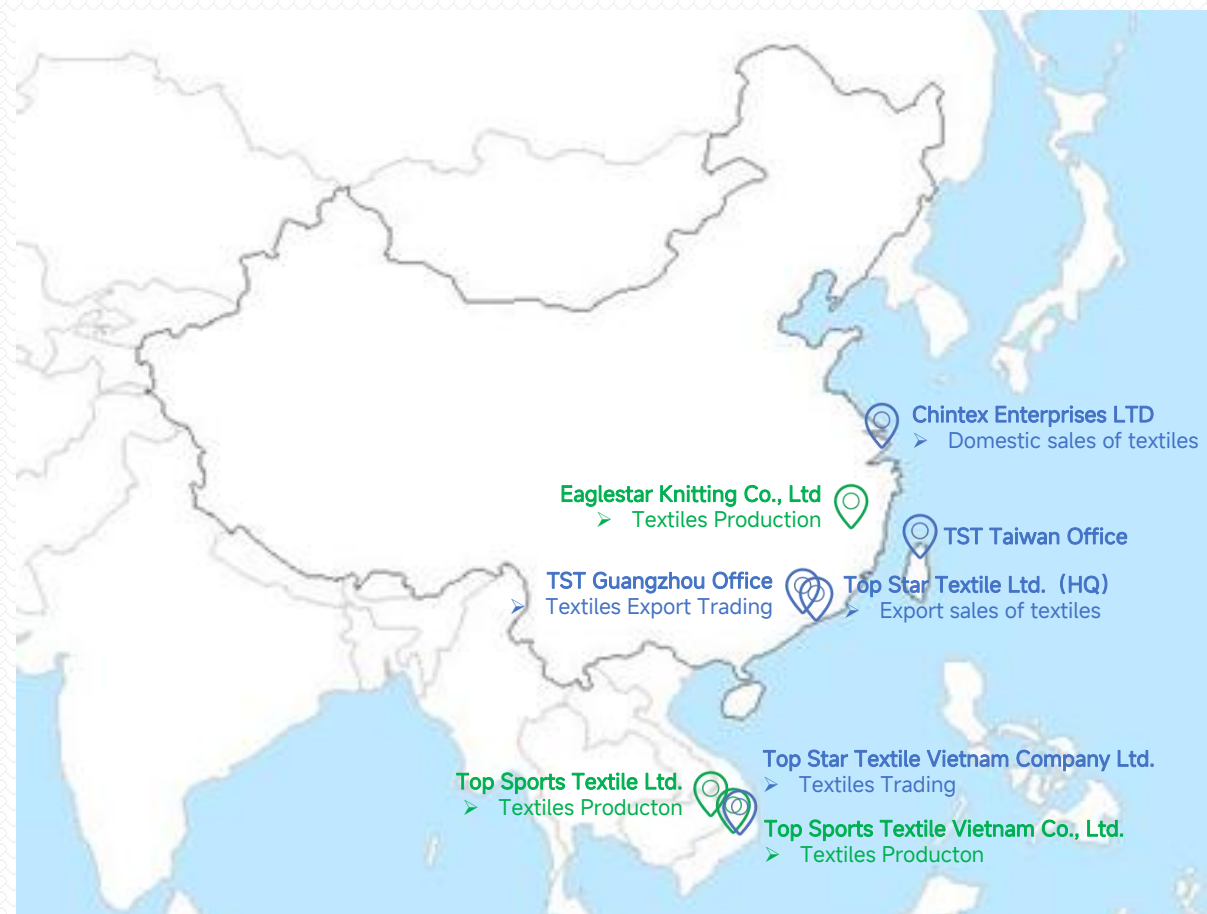 Chintex Enterprises LTD
➢ Domestic sales of textiles
Eaglestar Knitting Co., Ltd
➢ Textiles Production
TST Taiwan Office
TST Guangzhou Office
➢ Textiles Export Trading
Top Star Textile Ltd.（HQ）
➢ Export sales of textiles
Top Star Textile Vietnam Company Ltd.
➢ Textiles Trading
Top Sports Textile Ltd.
➢ Textiles Producton
Top Sports Textile Vietnam Co., Ltd.
➢ Textiles Producton